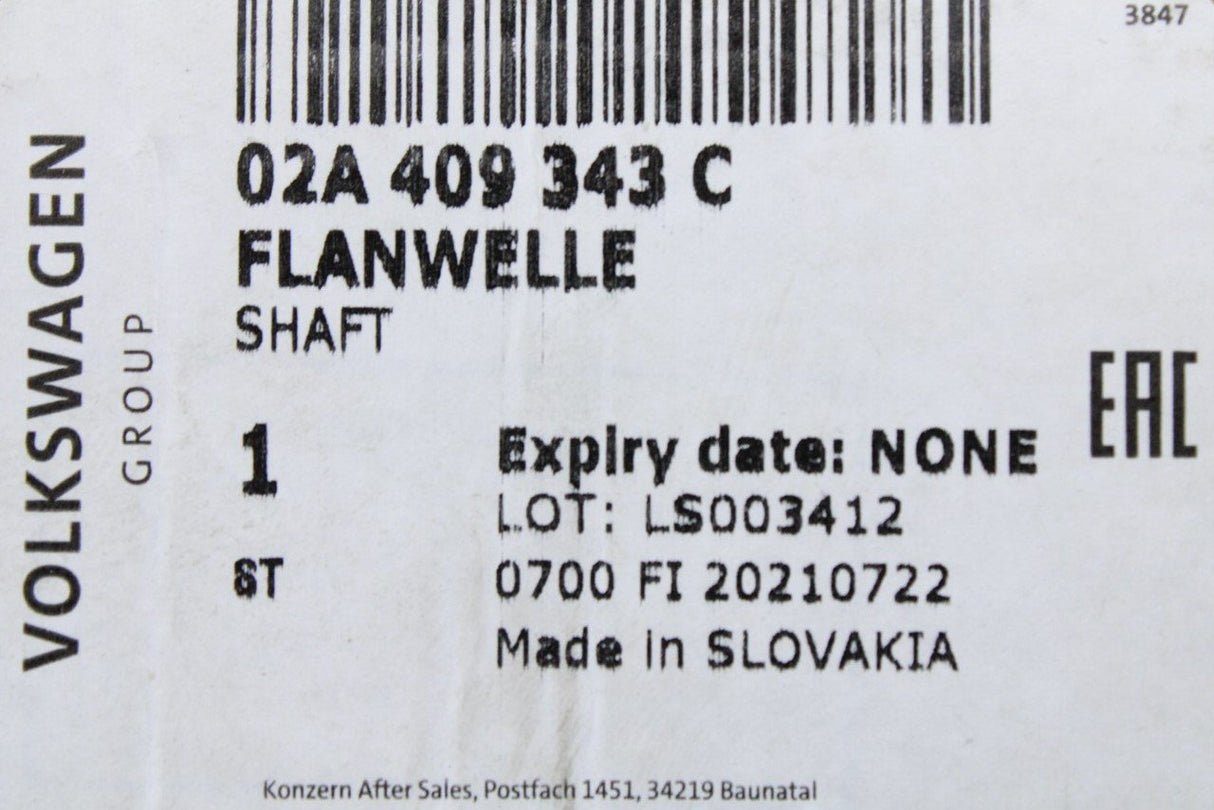 3847
02A 409 343 C
FLANWELLE
SHAFT
VOLKSWAGEN
GROUP
EAC
1
Expiry date: NONE
LOT: LS003412
ST
0700 FI 20210722
Made in SLOVAKIA
Konzern After Sales, Postfach 1451, 34219 Baunatal